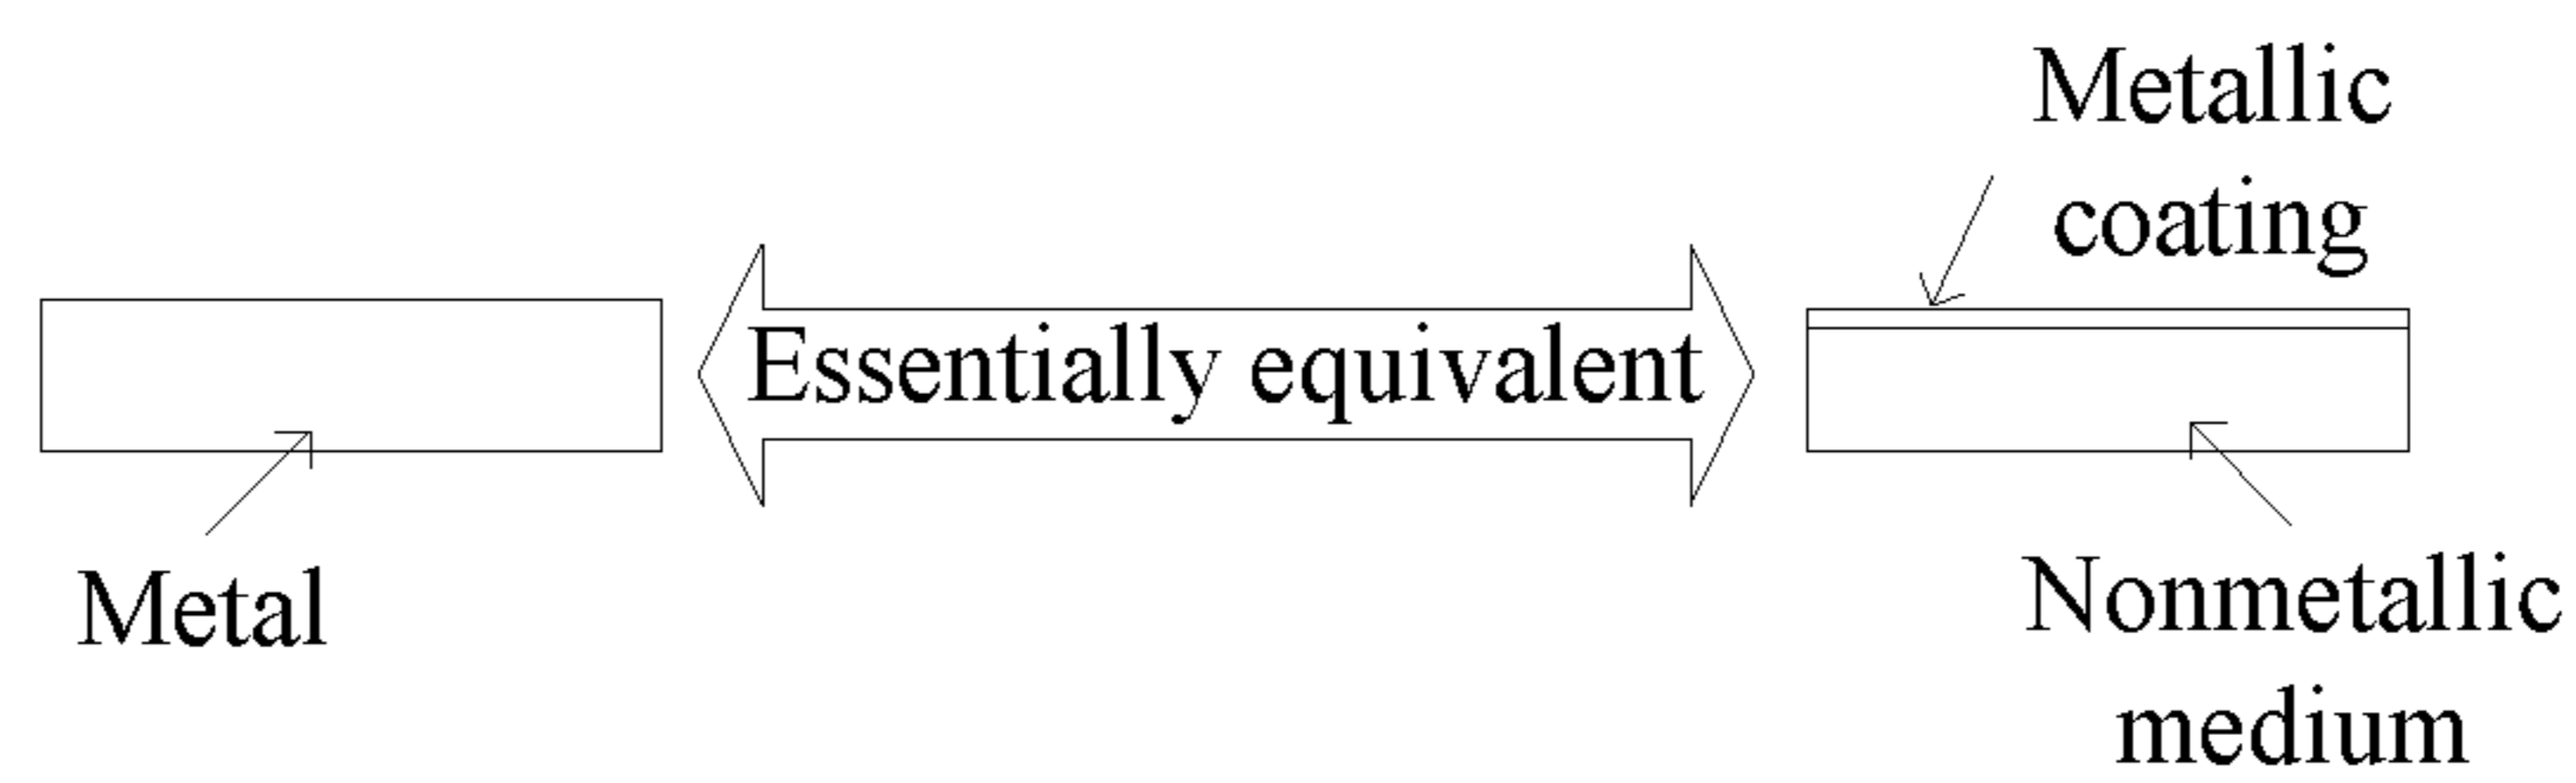 Metallic
coating
Essentially equivalent
Metal
Nonmetallic
medium